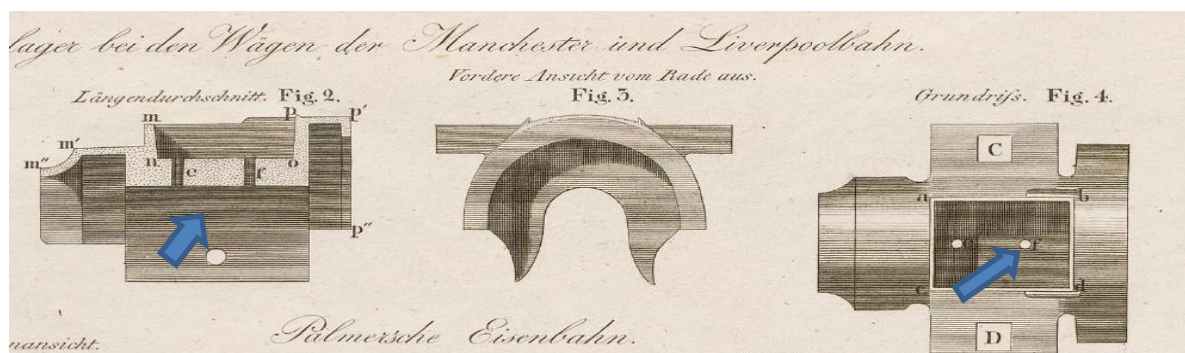 lager bei den Wägen der Manchester und Liverpoolbahn.
Vordere Ansicht vom Rade aus.
Längendurchschnitt. Fig. 2.
Fig. 3.
Grundriſs. Fig. 4.
m p p'
m' m'' n o
e f
p''
C
a b
e f
c d
D
Palmersche Eisenbahn.
nansicht.